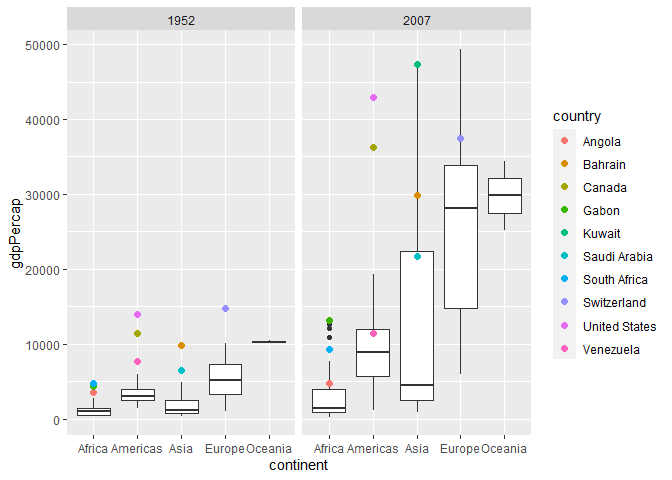 1952
2007
50000
40000
30000
20000
10000
0
gdpPercap
Africa Americas Asia Europe Oceania
Africa Americas Asia Europe Oceania
continent
country
Angola
Bahrain
Canada
Gabon
Kuwait
Saudi Arabia
South Africa
Switzerland
United States
Venezuela